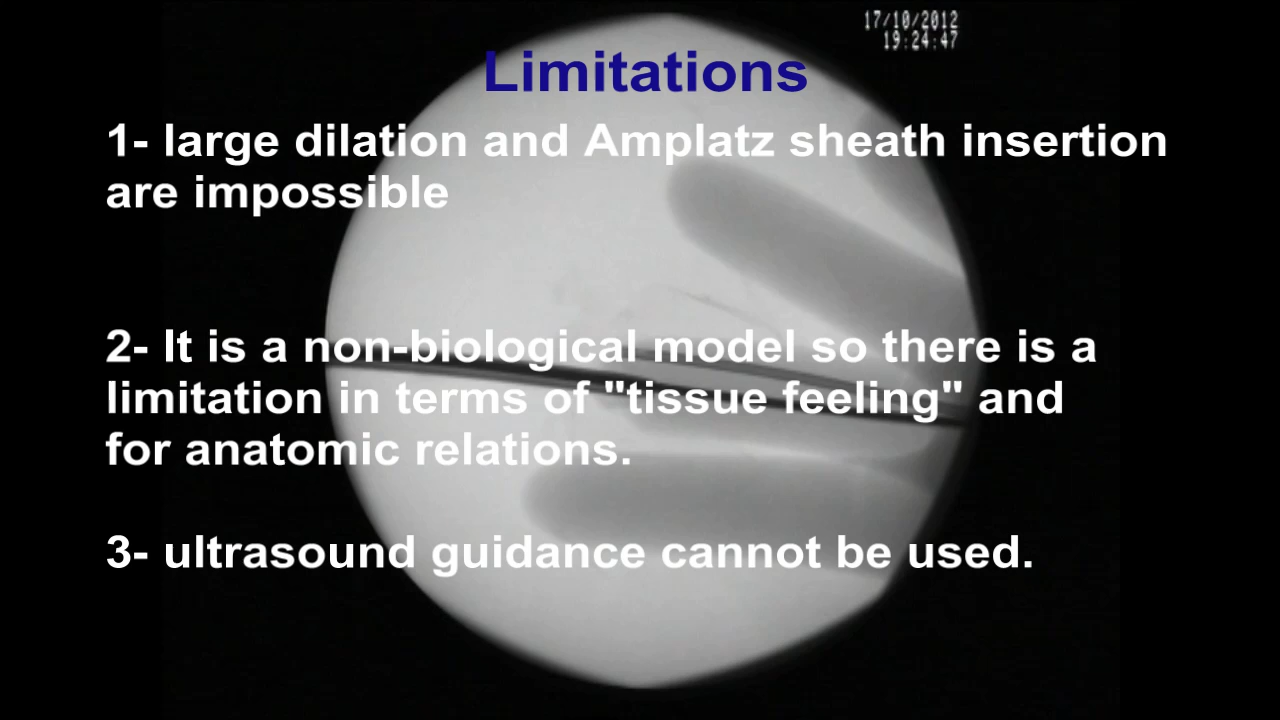 17/10/2012
19:24:47
Limitations
1- large dilation and Amplatz sheath insertion
are impossible
2- It is a non-biological model so there is a
limitation in terms of "tissue feeling" and
for anatomic relations.
3- ultrasound guidance cannot be used.